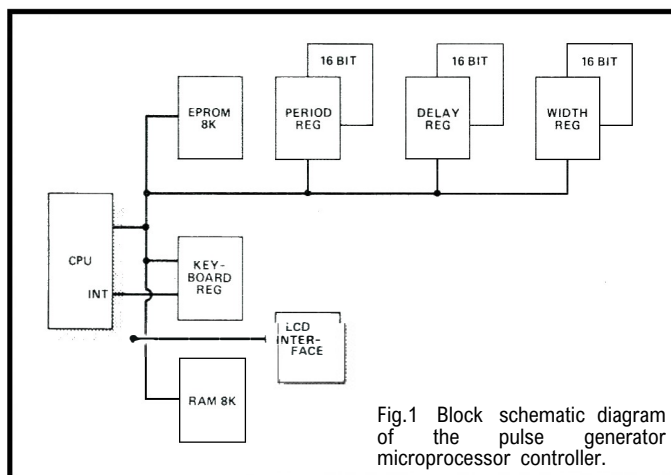 16 BIT
16 BIT
16 BIT
EPROM
8K
PERIOD
REG
DELAY
REG
WIDTH
REG
CPU
INT
KEY-
BOARD
REG
LCD
INTER-
FACE
RAM 8K
Fig.1 Block schematic diagram
of the pulse generator
microprocessor controller.